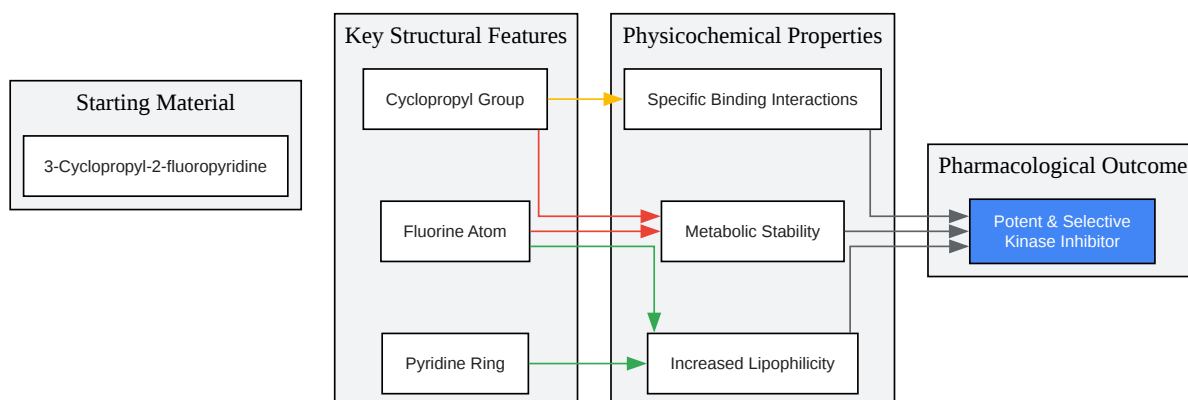 Starting Material
3-Cyclopropyl-2-fluoropyridine
Key Structural Features
Cyclopropyl Group
Fluorine Atom
Pyridine Ring
Physicochemical Properties
Specific Binding Interactions
Metabolic Stability
Increased Lipophilicity
Pharmacological Outcome
Potent & Selective
Kinase Inhibitor